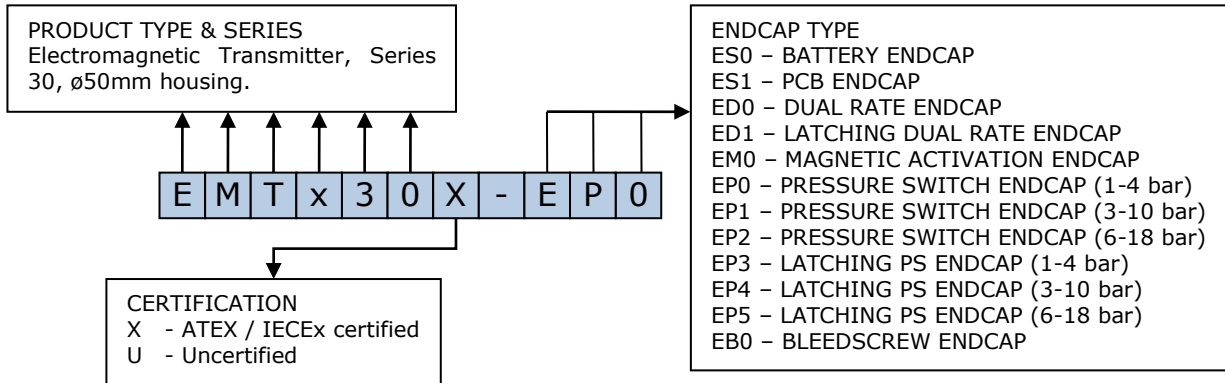 PRODUCT TYPE & SERIES
Electromagnetic Transmitter, Series
30, ø50mm housing.
ENDCAP TYPE
ES0 – BATTERY ENDCAP
ES1 – PCB ENDCAP
ED0 – DUAL RATE ENDCAP
ED1 – LATCHING DUAL RATE ENDCAP
EM0 – MAGNETIC ACTIVATION ENDCAP
EP0 – PRESSURE SWITCH ENDCAP (1-4 bar)
EP1 – PRESSURE SWITCH ENDCAP (3-10 bar)
EP2 – PRESSURE SWITCH ENDCAP (6-18 bar)
EP3 – LATCHING PS ENDCAP (1-4 bar)
EP4 – LATCHING PS ENDCAP (3-10 bar)
EP5 – LATCHING PS ENDCAP (6-18 bar)
EB0 – BLEEDSCREW ENDCAP
E M T x 3 0 X - E P 0
CERTIFICATION
X - ATEX / IECEx certified
U - Uncertified